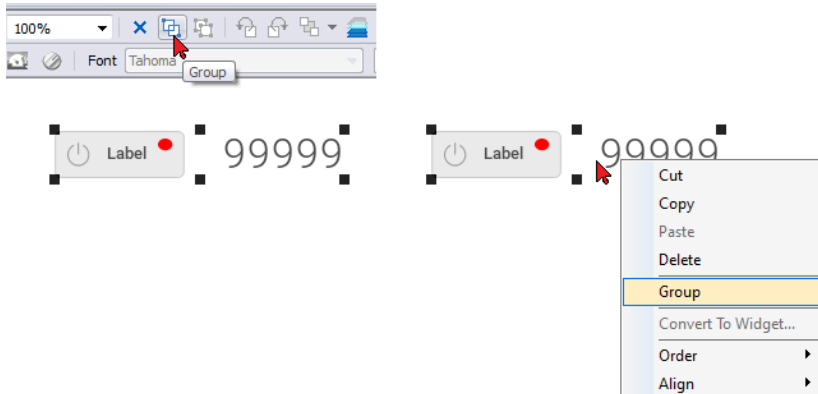 100%
Font Tahoma
Group
Label 99999
Label 99999
Cut
Copy
Paste
Delete
Group
Convert To Widget...
Order
Align